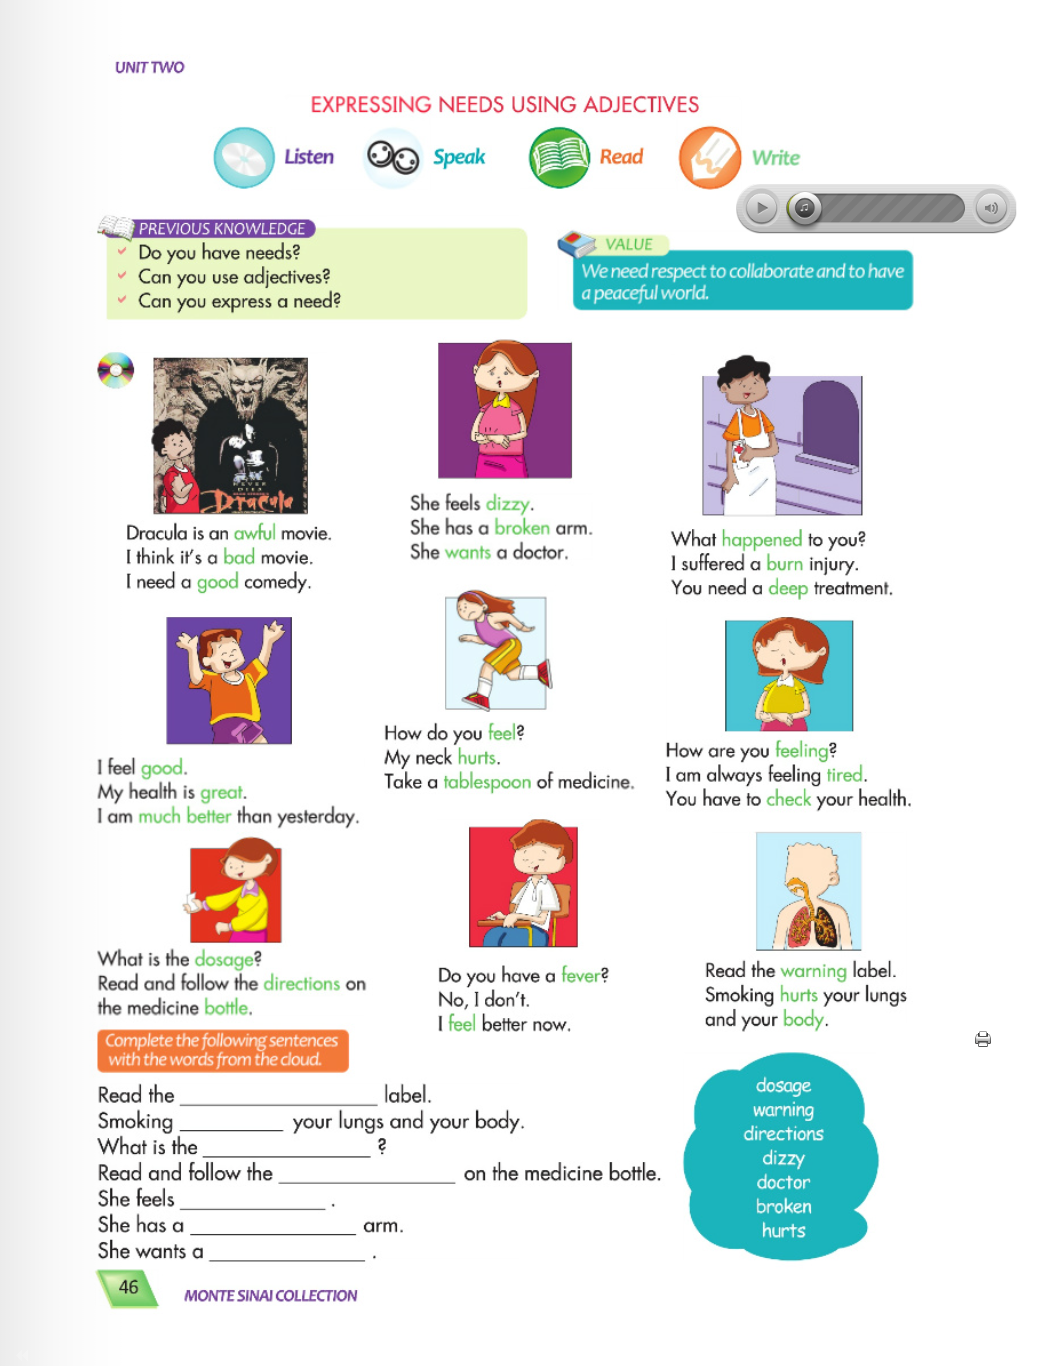 UNIT TWO
EXPRESSING NEEDS USING ADJECTIVES
Listen
Speak
Read
Write
PREVIOUS KNOWLEDGE
Do you have needs?
Can you use adjectives?
Can you express a need?
VALUE
We need respect to collaborate and to have
a peaceful world.
NEVER
DIES
Dracula
Dracula is an awful movie.
I think it's a bad movie.
I need a good comedy.
She feels dizzy.
She has a broken arm.
She wants a doctor.
What happened to you?
I suffered a burn injury.
You need a deep treatment.
I feel good.
My health is great.
I am much better than yesterday.
How do you feel?
My neck hurts.
Take a tablespoon of medicine.
How are you feeling?
I am always feeling tired.
You have to check your health.
What is the dosage?
Read and follow the directions on
the medicine bottle.
Do you have a fever?
No, I don't.
I feel better now.
Read the warning label.
Smoking hurts your lungs
and your body.
Complete the following sentences
with the words from the cloud.
Read the ____________________ label.
Smoking __________ your lungs and your body.
What is the _________________ ?
Read and follow the __________________ on the medicine bottle.
She feels _______________ .
She has a _________________ arm.
She wants a ________________ .
dosage
warning
directions
dizzy
doctor
broken
hurts
46
MONTE SINAI COLLECTION